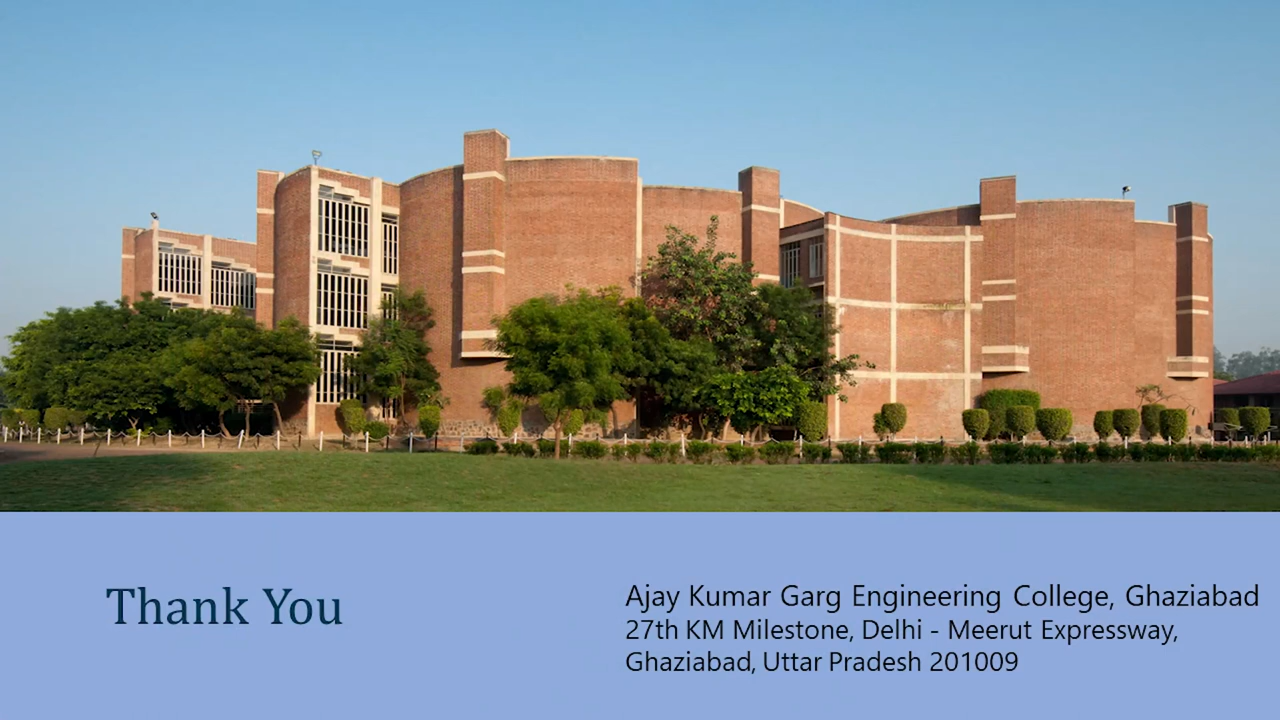 Thank You
Ajay Kumar Garg Engineering College, Ghaziabad
27th KM Milestone, Delhi - Meerut Expressway,
Ghaziabad, Uttar Pradesh 201009